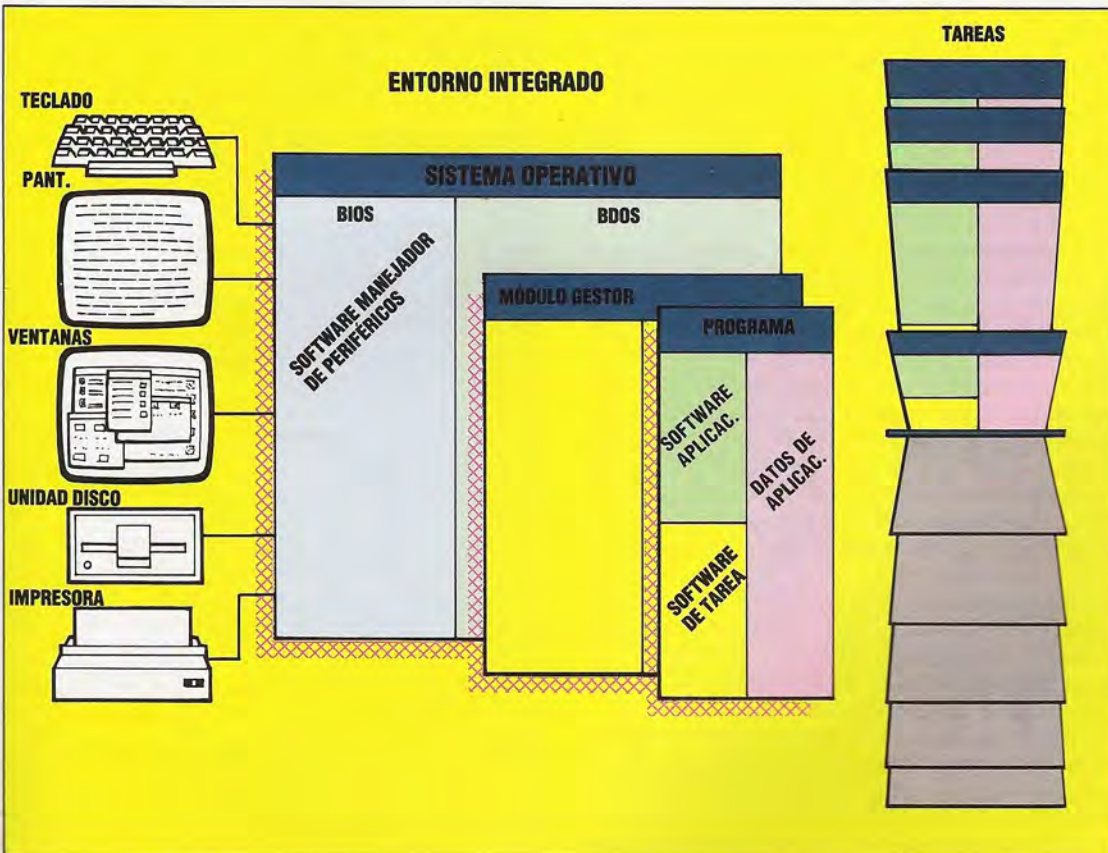 TAREAS
ENTORNO INTEGRADO
TECLADO
PANT.
VENTANAS
UNIDAD DISCO
IMPRESORA
SISTEMA OPERATIVO
BIOS
BDOS
SOFTWARE MANEJADOR
DE PERIFÉRICOS
MÓDULO GESTOR
PROGRAMA
SOFTWARE
APLICAC.
DATOS DE
APLICAC.
SOFTWARE
DE TAREA